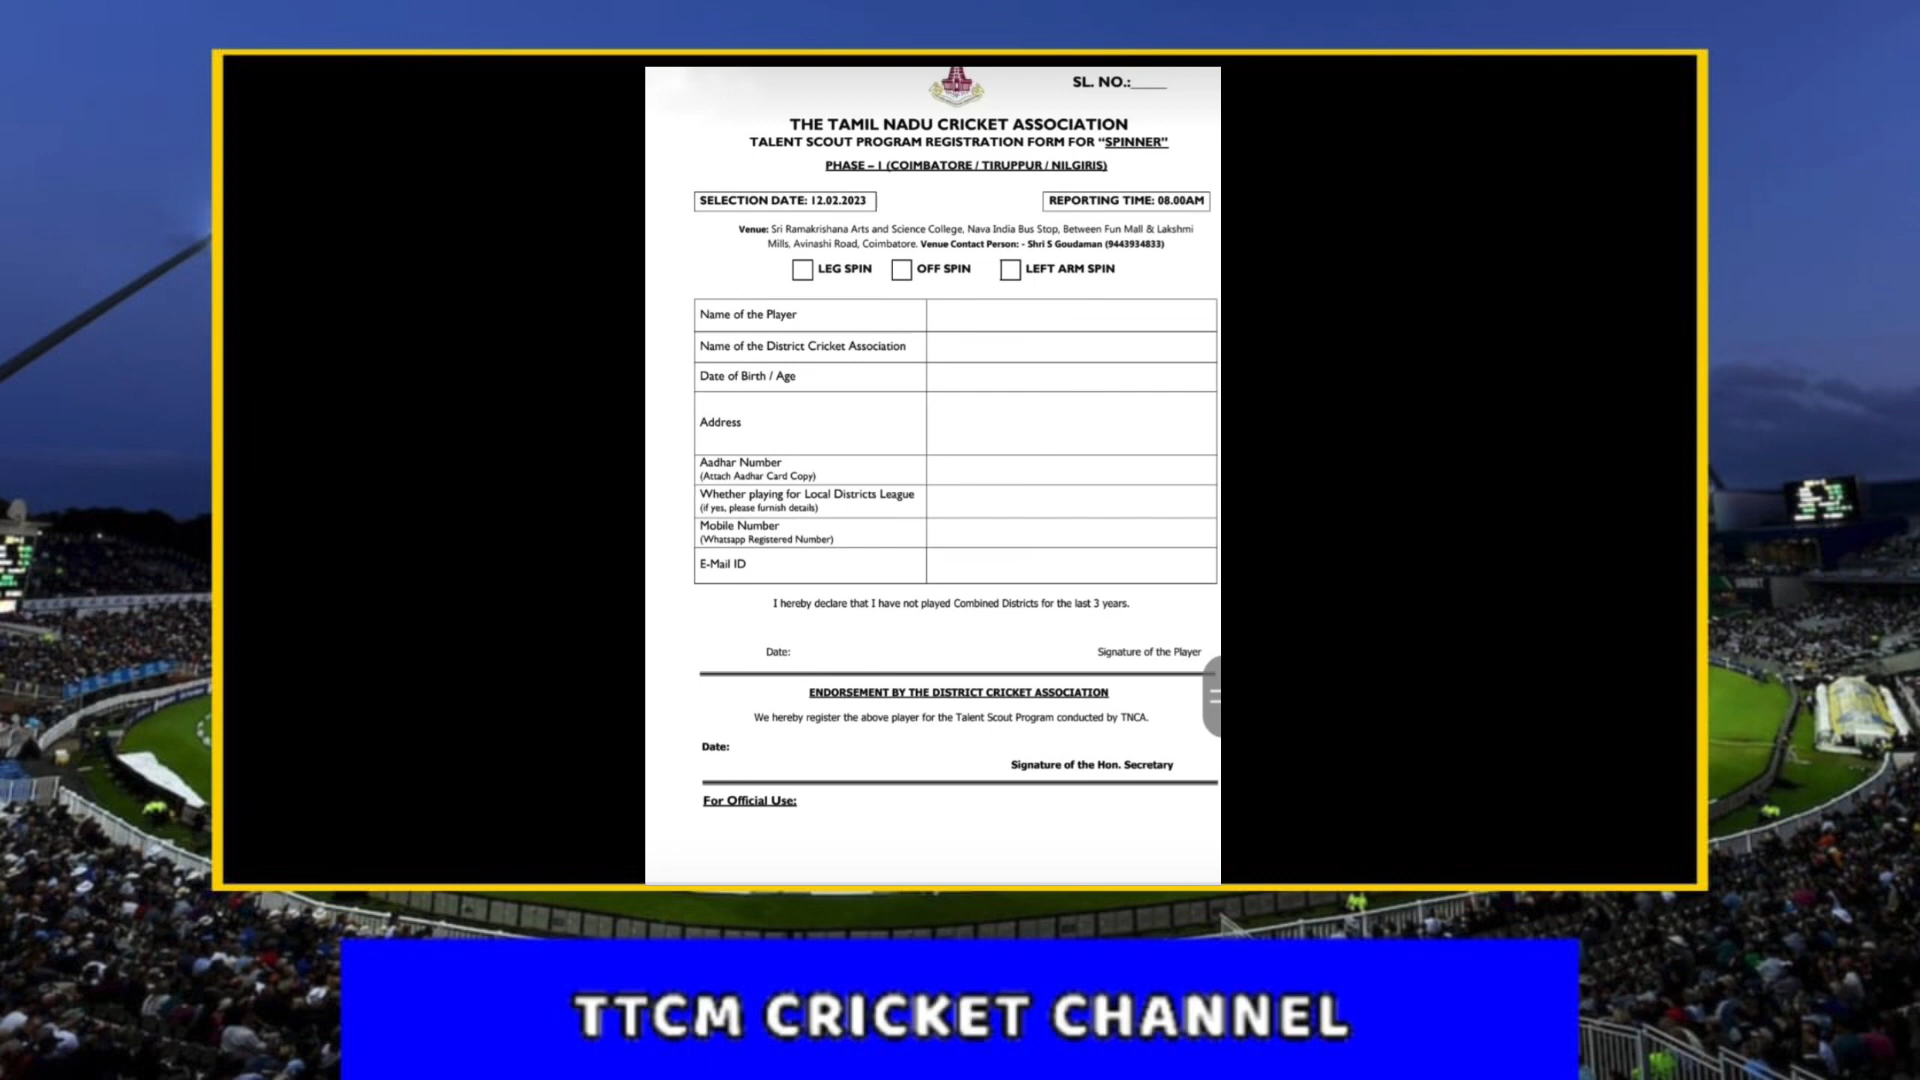 SL. NO.:_____
THE TAMIL NADU CRICKET ASSOCIATION
TALENT SCOUT PROGRAM REGISTRATION FORM FOR “SPINNER”
PHASE – I (COIMBATORE / TIRUPPUR / NILGIRIS)
SELECTION DATE: 12.02.2023
REPORTING TIME: 08.00AM
Venue: Sri Ramakrishana Arts and Science College, Nava India Bus Stop, Between Fun Mall & Lakshmi
Mills, Avinashi Road, Coimbatore. Venue Contact Person: - Shri S Goudaman (9443934833)
LEG SPIN OFF SPIN LEFT ARM SPIN
Name of the Player
Name of the District Cricket Association
Date of Birth / Age
Address
Aadhar Number
(Attach Aadhar Card Copy)
Whether playing for Local Districts League
(if yes, please furnish details)
Mobile Number
(Whatsapp Registered Number)
E-Mail ID
I hereby declare that I have not played Combined Districts for the last 3 years.
Date:
Signature of the Player
ENDORSEMENT BY THE DISTRICT CRICKET ASSOCIATION
We hereby register the above player for the Talent Scout Program conducted by TNCA.
Date:
Signature of the Hon. Secretary
For Official Use:
TTCM CRICKET CHANNEL